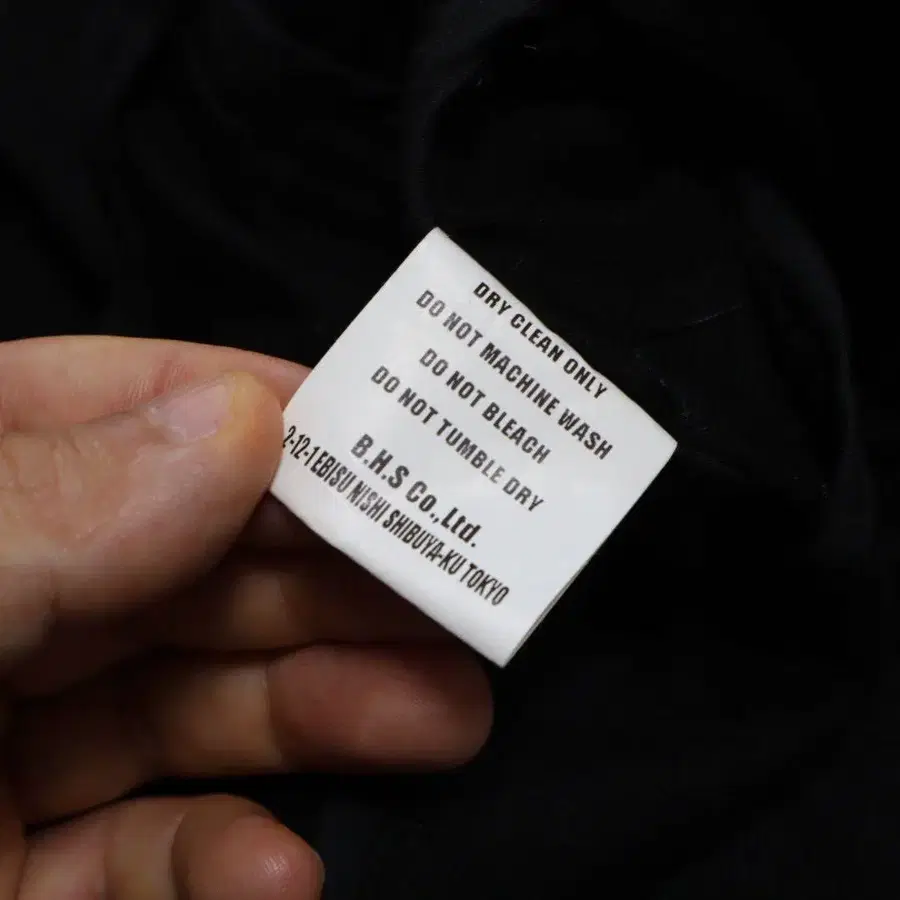 DRY CLEAN ONLY
DO NOT MACHINE WASH
DO NOT BLEACH
DO NOT TUMBLE DRY
B.H.S Co.,Ltd.
2-12-1 EBISU NISHI SHIBUYA-KU TOKYO